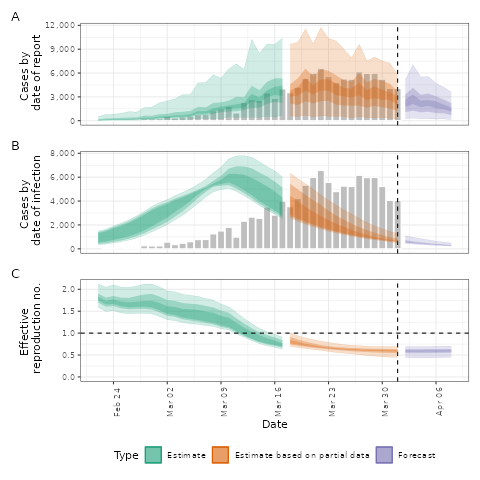 A
Cases by
date of report
12,000
9,000
6,000
3,000
0
B
Cases by
date of infection
8,000
6,000
4,000
2,000
0
C
Effective
reproduction no.
2.0
1.5
1.0
0.5
0.0
Feb 24
Mar 02
Mar 09
Mar 16
Mar 23
Mar 30
Apr 06
Date
Type Estimate Estimate based on partial data Forecast